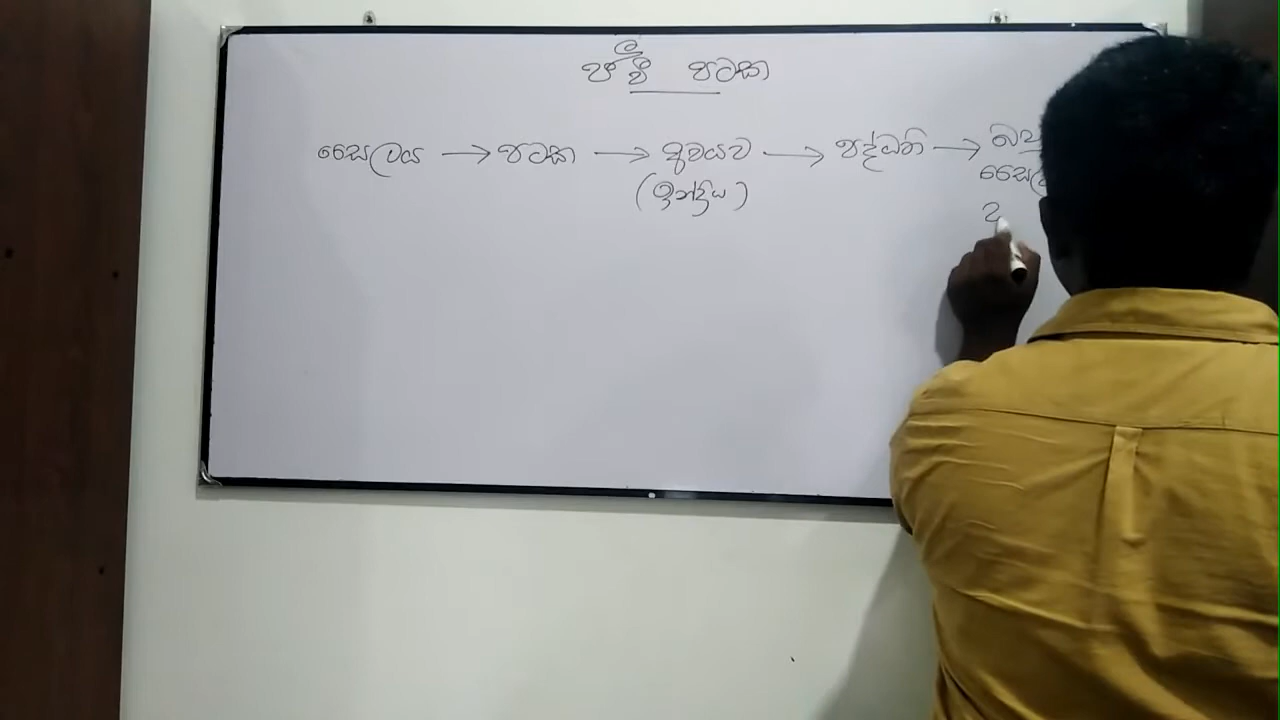 පටක
සෛලය → පටක → අවයව → පද්ධති →
(ඉන්ද්‍රිය) සෛල